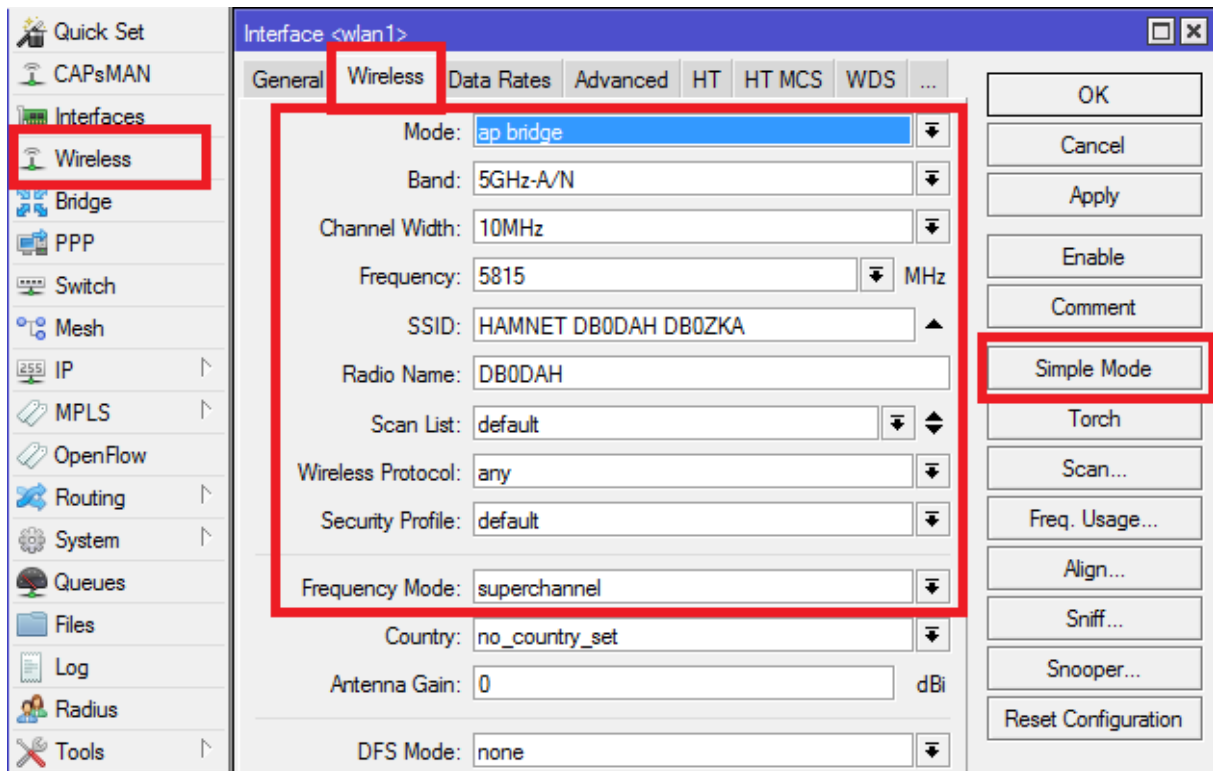 Quick Set
CAPsMAN
Interfaces
Wireless
Bridge
PPP
Switch
Mesh
255 IP
MPLS
OpenFlow
Routing
System
Queues
Files
Log
Radius
Tools
Interface <wlan1>
General Wireless Data Rates Advanced HT HT MCS WDS ...
Mode: ap bridge
Band: 5GHz-A/N
Channel Width: 10MHz
Frequency: 5815 MHz
SSID: HAMNET DB0DAH DB0ZKA
Radio Name: DB0DAH
Scan List: default
Wireless Protocol: any
Security Profile: default
Frequency Mode: superchannel
Country: no_country_set
Antenna Gain: 0 dBi
DFS Mode: none
OK
Cancel
Apply
Enable
Comment
Simple Mode
Torch
Scan...
Freq. Usage...
Align...
Sniff...
Snooper...
Reset Configuration